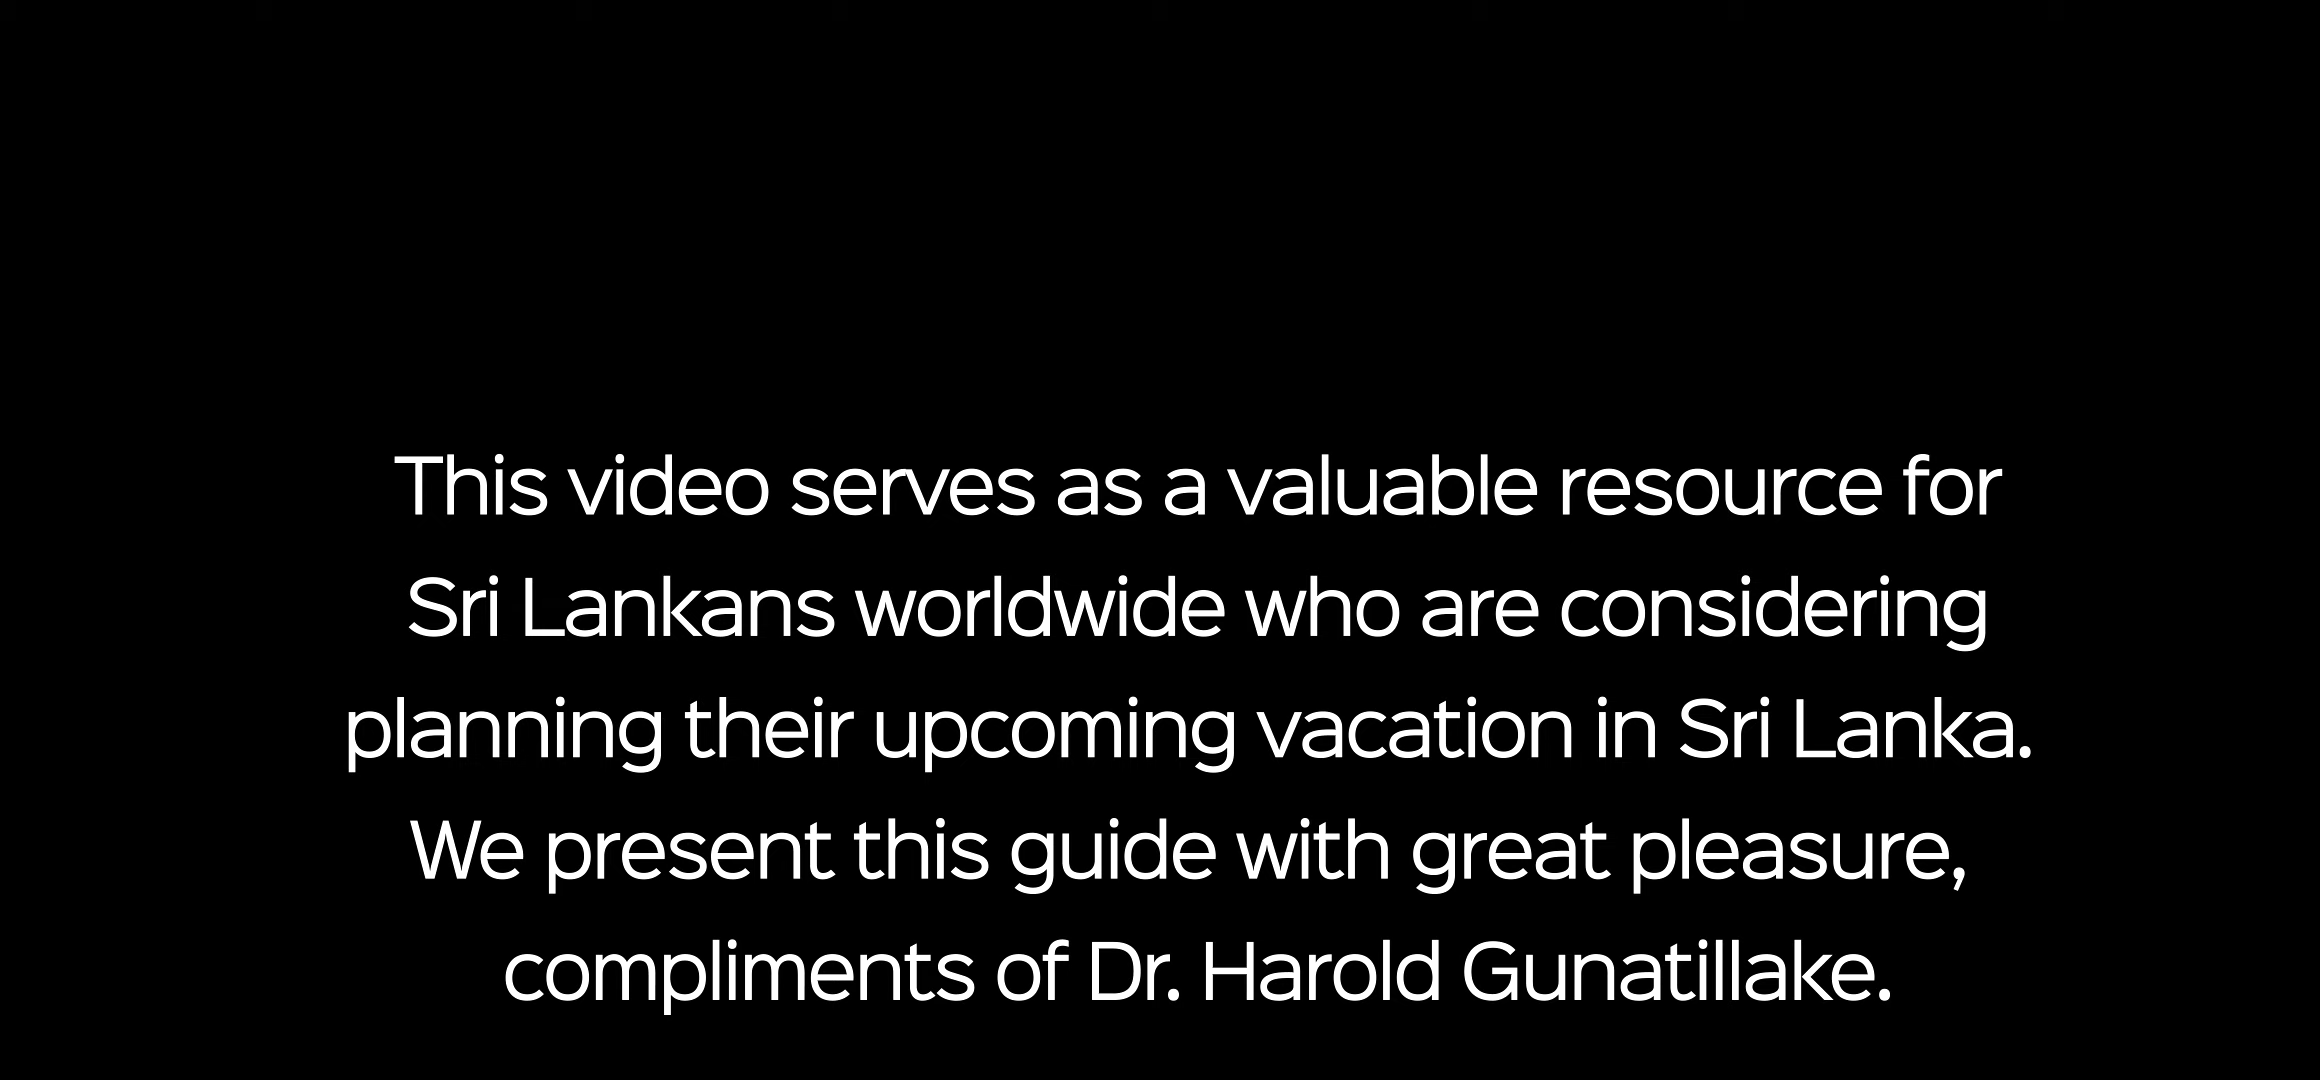 This video serves as a valuable resource for
Sri Lankans worldwide who are considering
planning their upcoming vacation in Sri Lanka.
We present this guide with great pleasure,
compliments of Dr. Harold Gunatillake.